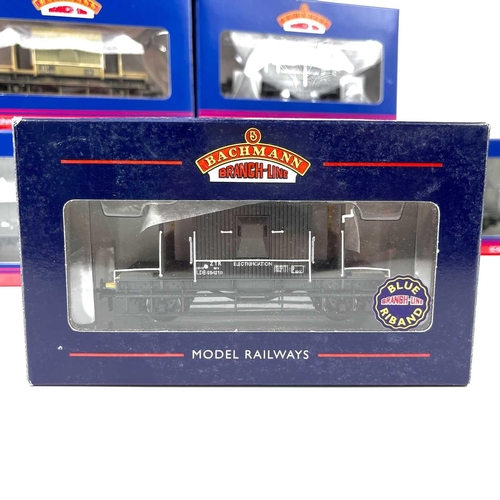 BACHMANN
BRANCH-LINE
ZTR
ELECTRIFICATION
BLUE
BRANCH-LINE
RIBAND
MODEL RAILWAYS